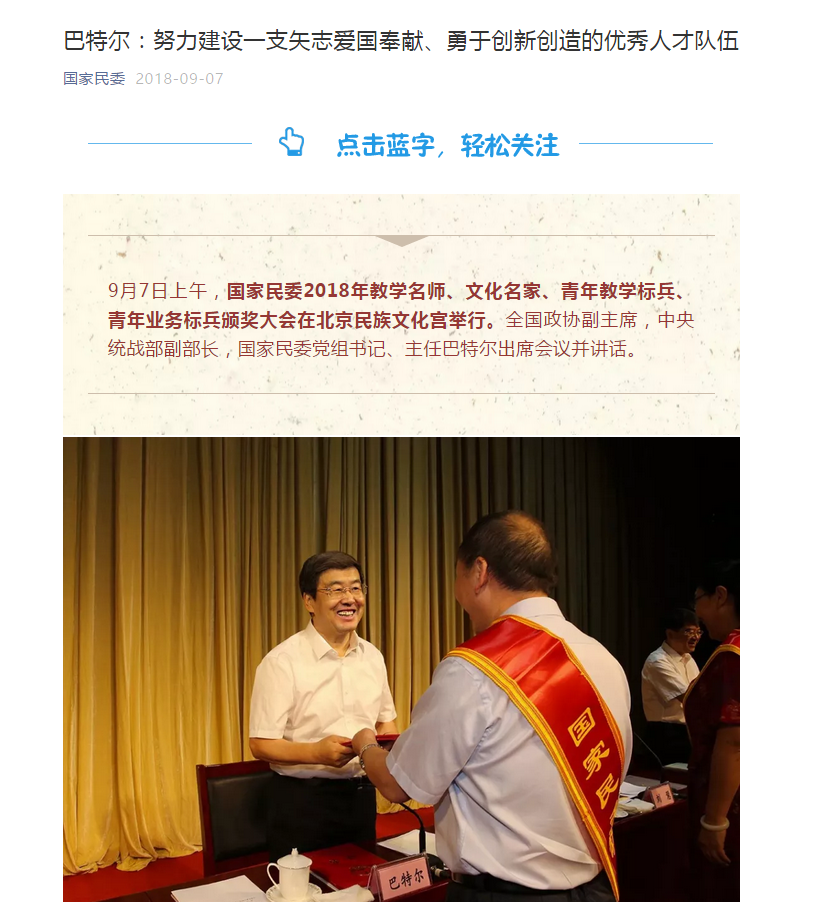 巴特尔：努力建设一支矢志爱国奉献、勇于创新创造的优秀人才队伍
国家民委 2018-09-07
点击蓝字，轻松关注
9月7日上午，国家民委2018年教学名师、文化名家、青年教学标兵、
青年业务标兵颁奖大会在北京民族文化宫举行。全国政协副主席，中央
统战部副部长，国家民委党组书记、主任巴特尔出席会议并讲话。
国家民
巴特尔